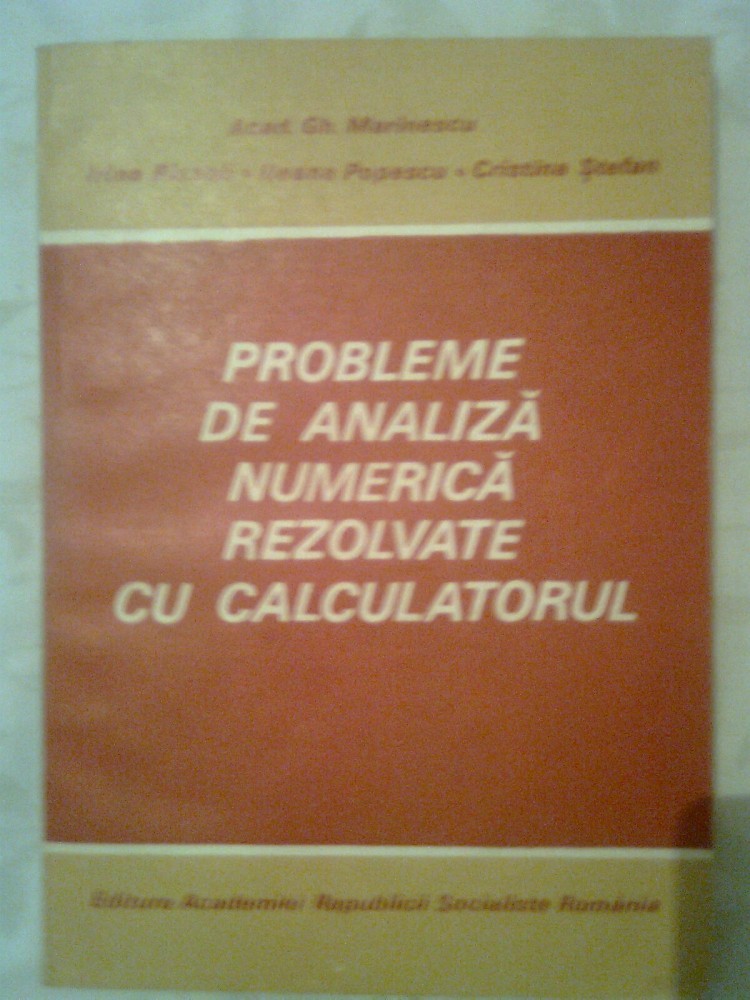 Acad. Gh. Marinescu
Ileana Popescu • Cristina Ștefan
PROBLEME
DE ANALIZĂ
NUMERICĂ
REZOLVATE
CU CALCULATORUL
Editura Academiei Republicii Socialiste România